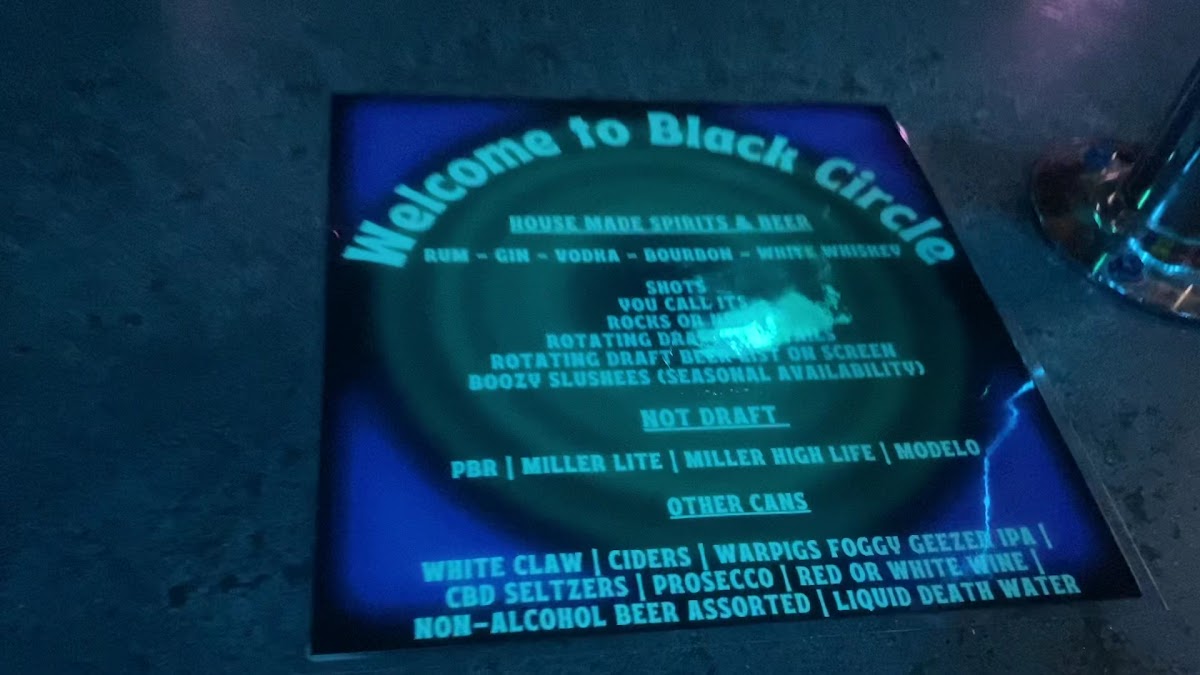 Welcome to Black Circle
HOUSE MADE SPIRITS & BEER
RUM - GIN - VODKA - BOURBON - WHITE WHISKEY
SHOTS
YOU CALL ITS
ROCKS OR
ROTATING
ROTATING DRAFT BEER LIST ON SCREEN
BOOZY SLUSHEES (SEASONAL AVAILABILITY)
NOT DRAFT
PBR | MILLER LITE | MILLER HIGH LIFE | MODELO
OTHER CANS
WHITE CLAW | CIDERS | WARPIGS FOGGY GEEZER IPA |
CBD SELTZERS | PROSECCO | RED OR WHITE WINE |
NON-ALCOHOL BEER ASSORTED | LIQUID DEATH WATER